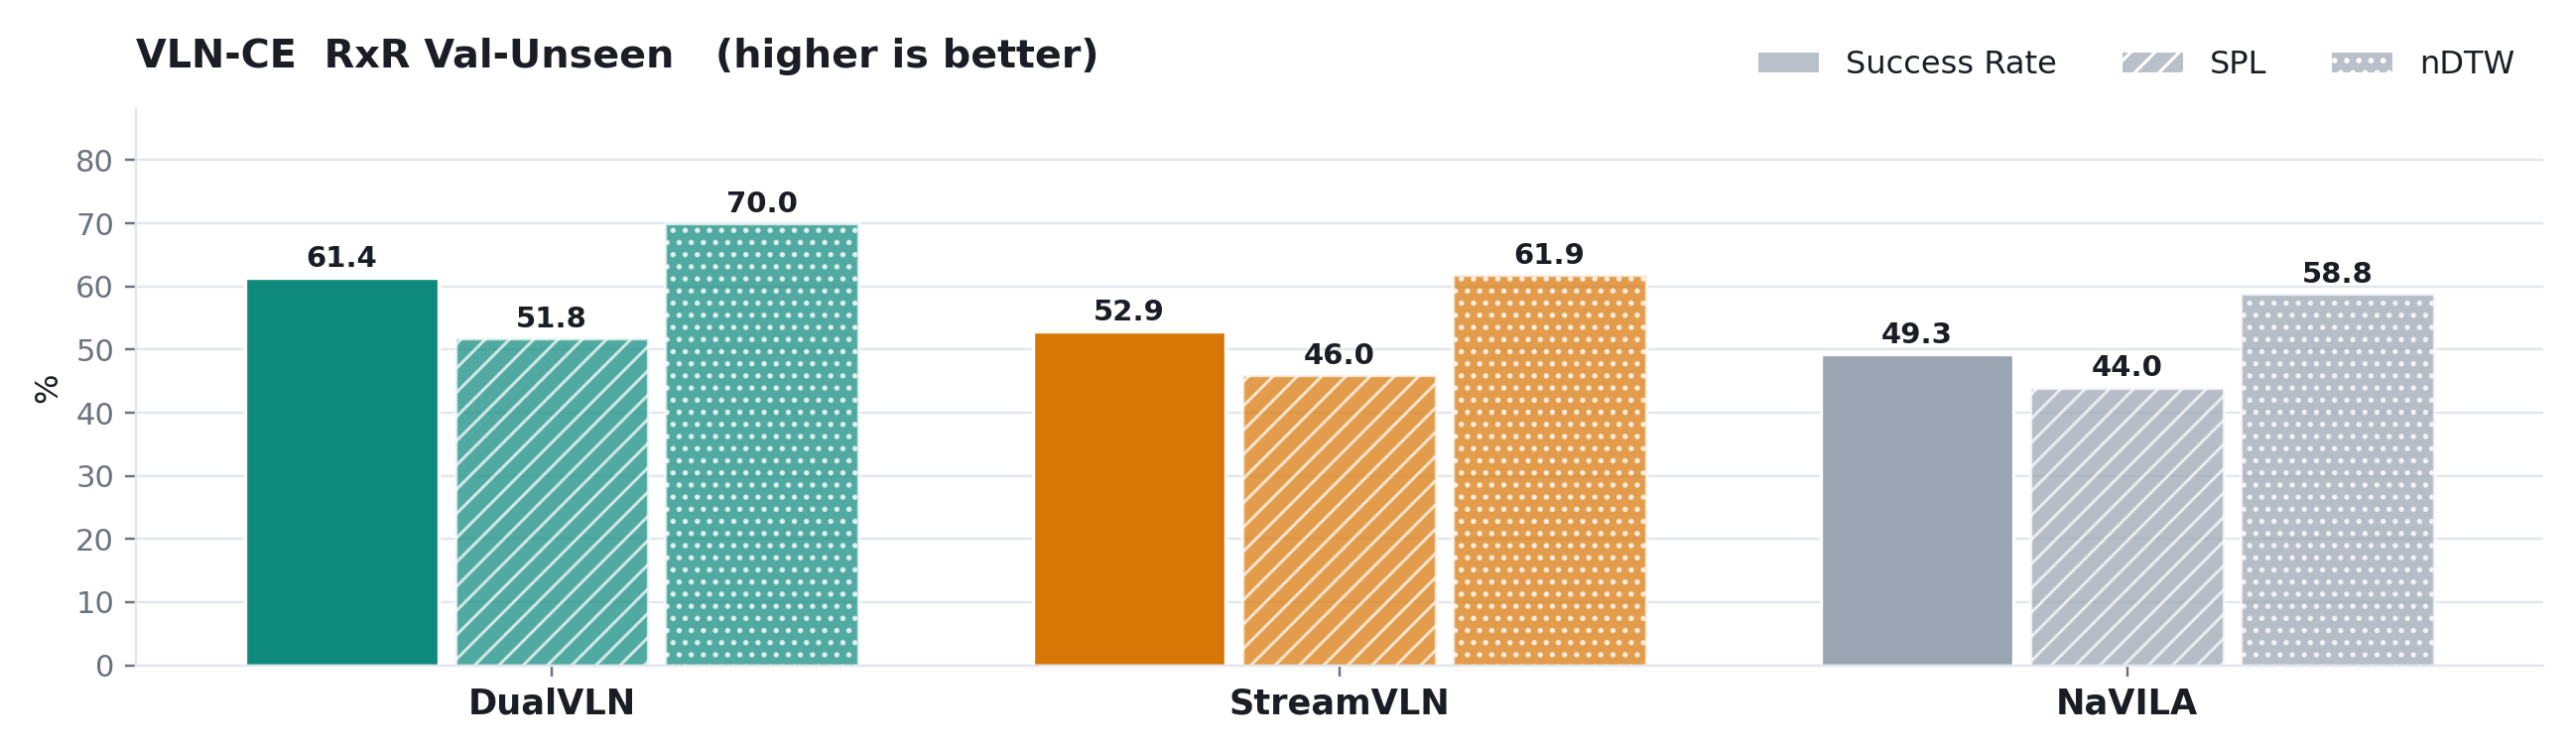 VLN-CE  RxR Val-Unseen   (higher is better)
Success Rate
SPL
nDTW
%
80
70
60
50
40
30
20
10
0
61.4
51.8
70.0
52.9
46.0
61.9
49.3
44.0
58.8
DualVLN
StreamVLN
NaVILA